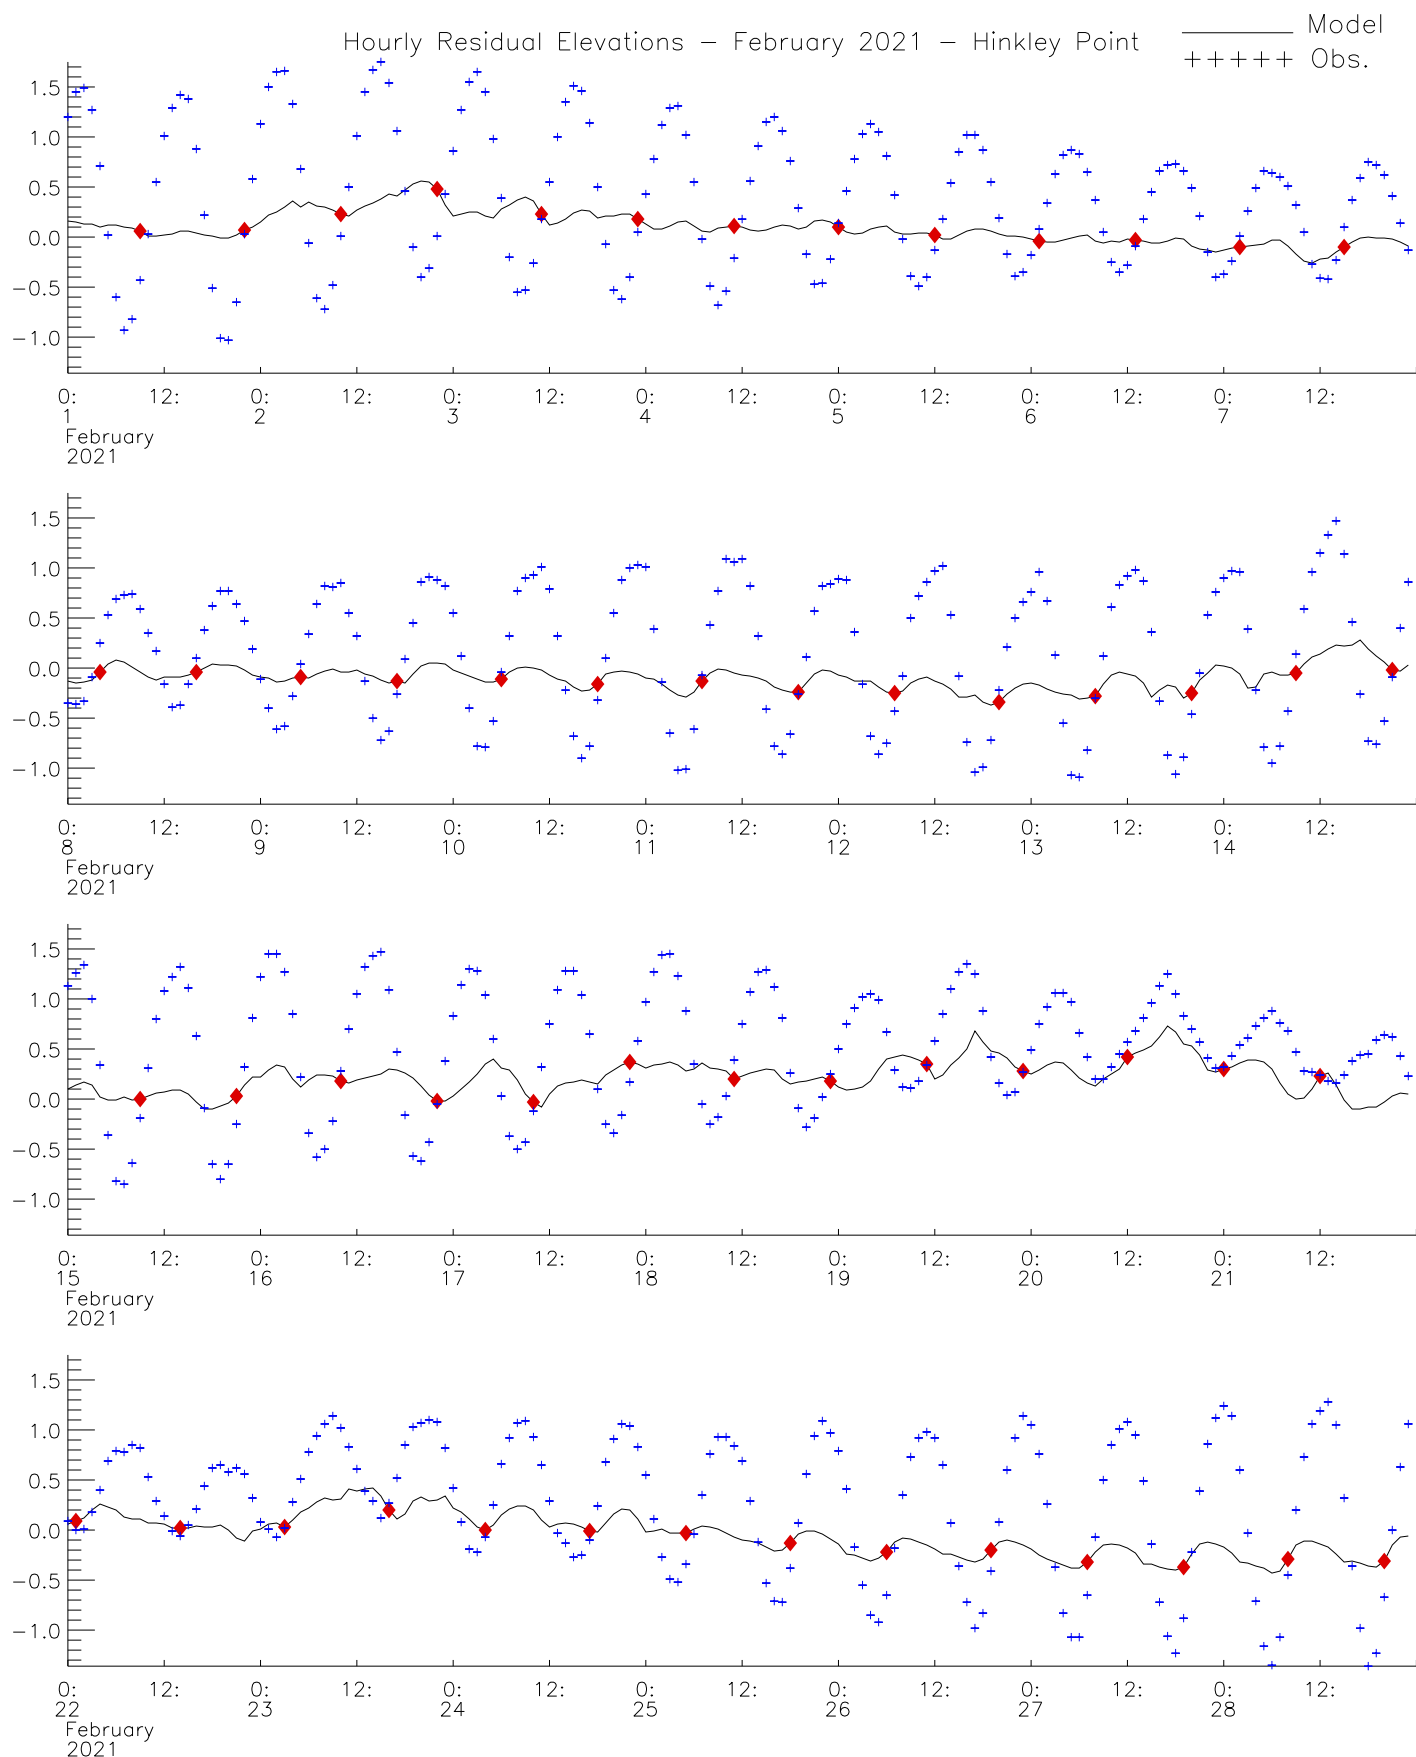 Hourly Residual Elevations − February 2021 − Hinkley Point
Model
+++++ Obs.
1.5
1.0
0.5
0.0
−0.5
−1.0
0: 12: 0: 12: 0: 12: 0: 12: 0: 12: 0: 12: 0: 12:
1 2 3 4 5 6 7
February
2021
1.5
1.0
0.5
0.0
−0.5
−1.0
0: 12: 0: 12: 0: 12: 0: 12: 0: 12: 0: 12: 0: 12:
8 9 10 11 12 13 14
February
2021
1.5
1.0
0.5
0.0
−0.5
−1.0
0: 12: 0: 12: 0: 12: 0: 12: 0: 12: 0: 12: 0: 12:
15 16 17 18 19 20 21
February
2021
1.5
1.0
0.5
0.0
−0.5
−1.0
0: 12: 0: 12: 0: 12: 0: 12: 0: 12: 0: 12: 0: 12:
22 23 24 25 26 27 28
February
2021